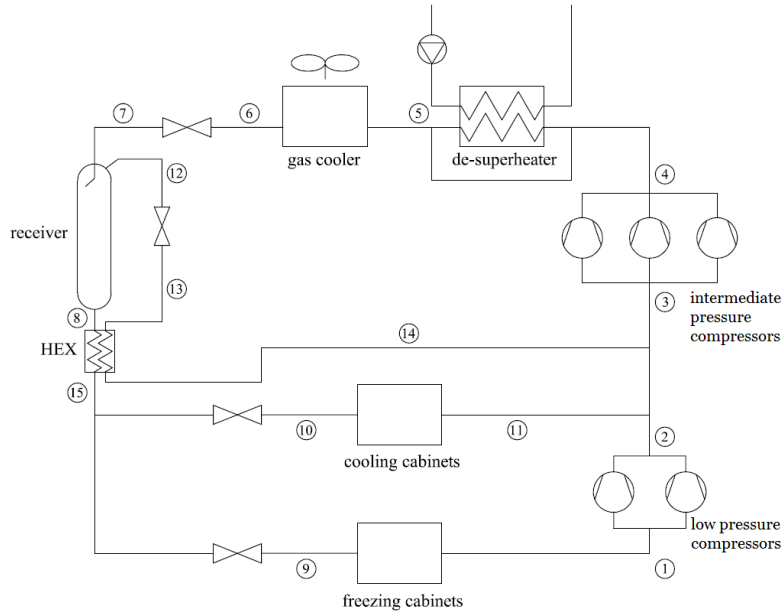 7
6
5
gas cooler
de-superheater
12
4
receiver
13
3
intermediate
pressure
compressors
8
HEX
14
15
10
11
2
cooling cabinets
low pressure
compressors
9
1
freezing cabinets